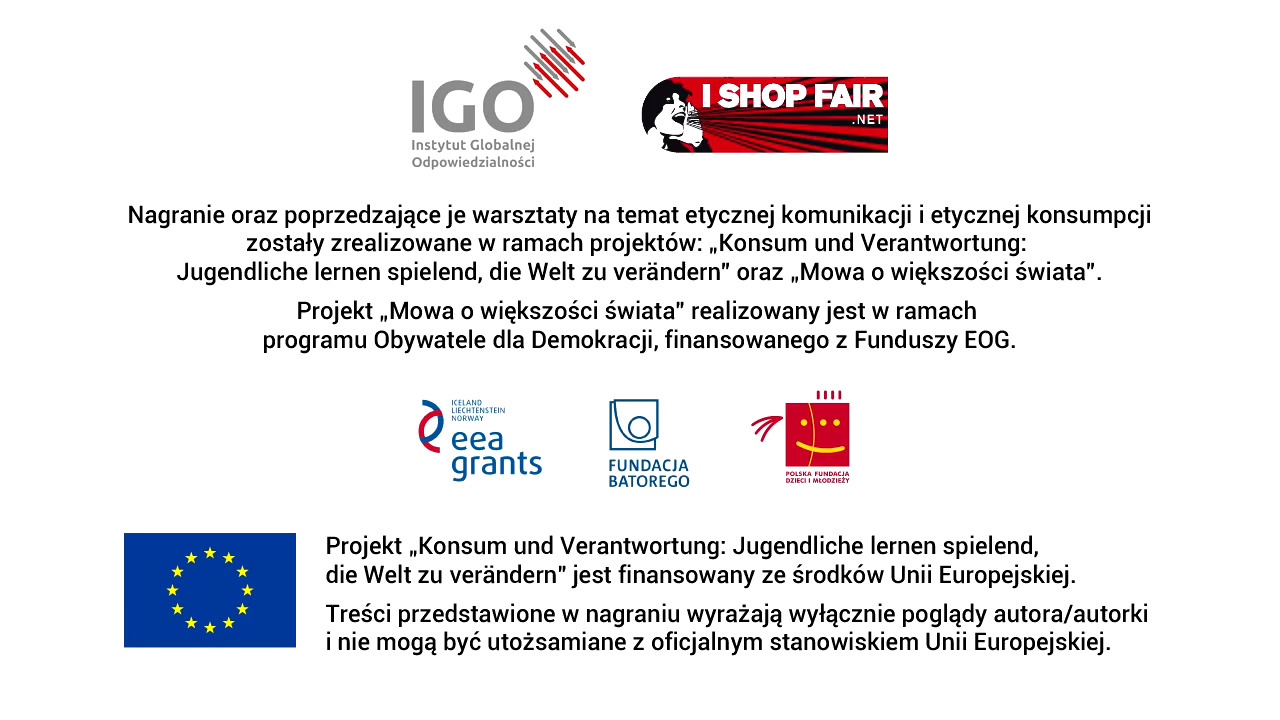 IGO
Instytut Globalnej
Odpowiedzialności
I SHOP FAIR
.NET
Nagranie oraz poprzedzające je warsztaty na temat etycznej komunikacji i etycznej konsumpcji
zostały zrealizowane w ramach projektów: „Konsum und Verantwortung:
Jugendliche lernen spielend, die Welt zu verändern" oraz „Mowa o większości świata".
Projekt „Mowa o większości świata" realizowany jest w ramach
programu Obywatele dla Demokracji, finansowanego z Funduszy EOG.
ICELAND
LIECHTENSTEIN
NORWAY
eea
grants
FUNDACJA
BATOREGO
POLSKA FUNDACJA
DZIECI I MŁODZIEŻY
Projekt „Konsum und Verantwortung: Jugendliche lernen spielend,
die Welt zu verändern" jest finansowany ze środków Unii Europejskiej.
Treści przedstawione w nagraniu wyrażają wyłącznie poglądy autora/autorki
i nie mogą być utożsamiane z oficjalnym stanowiskiem Unii Europejskiej.